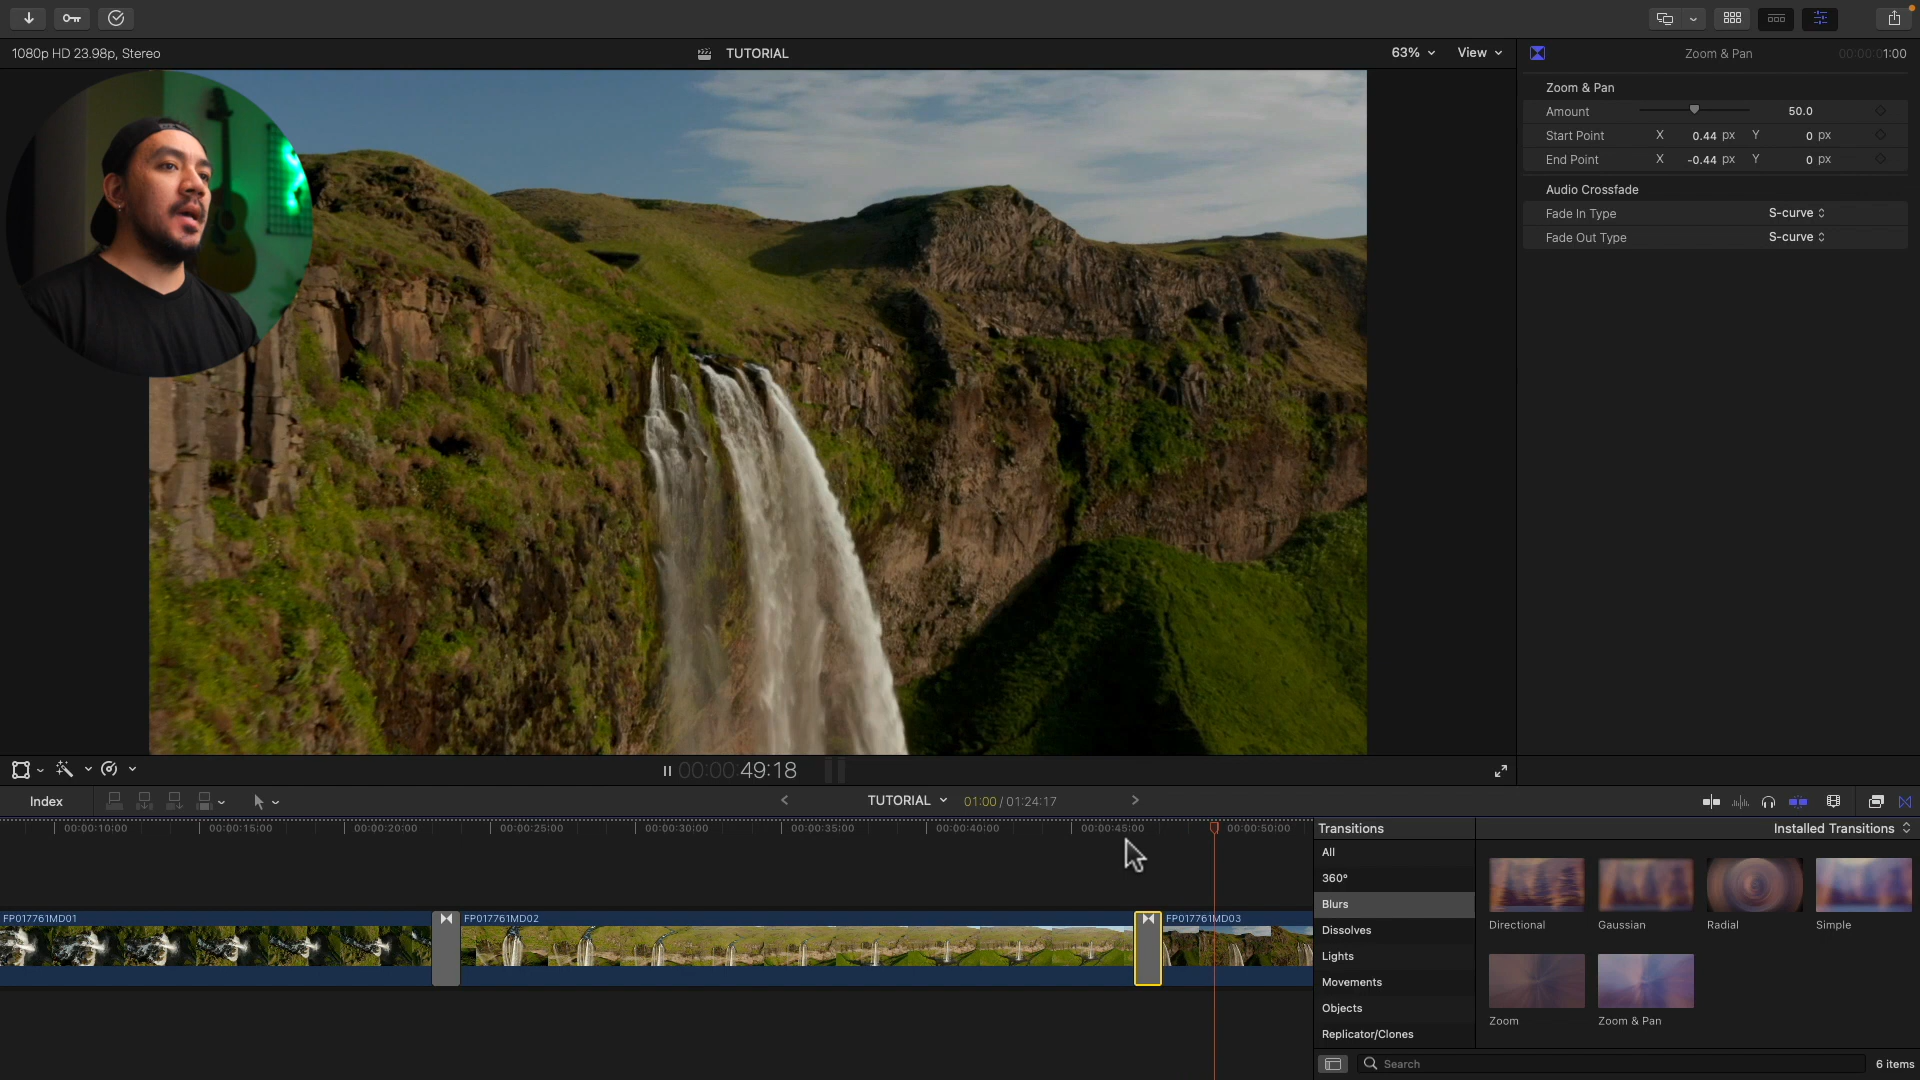 1080p HD 23.98p, Stereo
TUTORIAL
63%
View
Zoom & Pan
00:00:01:00
Zoom & Pan
Amount
50.0
Start Point
X
0.44 px
Y
0 px
End Point
X
-0.44 px
Y
0 px
Audio Crossfade
Fade In Type
S-curve
Fade Out Type
S-curve
00:00:49:18
Index
TUTORIAL
01:00 / 01:24:17
00:00:10:00
00:00:15:00
00:00:20:00
00:00:25:00
00:00:30:00
00:00:35:00
00:00:40:00
00:00:45:00
00:00:50:00
FP017761MD01
FP017761MD02
FP017761MD03
Transitions
Installed Transitions
All
360°
Blurs
Dissolves
Lights
Movements
Objects
Replicator/Clones
Directional
Gaussian
Radial
Simple
Zoom
Zoom & Pan
Search
6 items